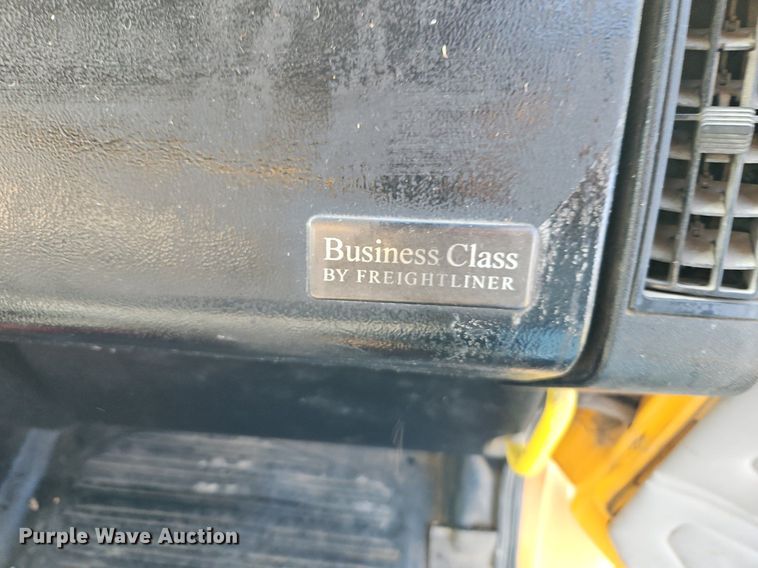 Business Class
BY FREIGHTLINER
Purple Wave Auction®